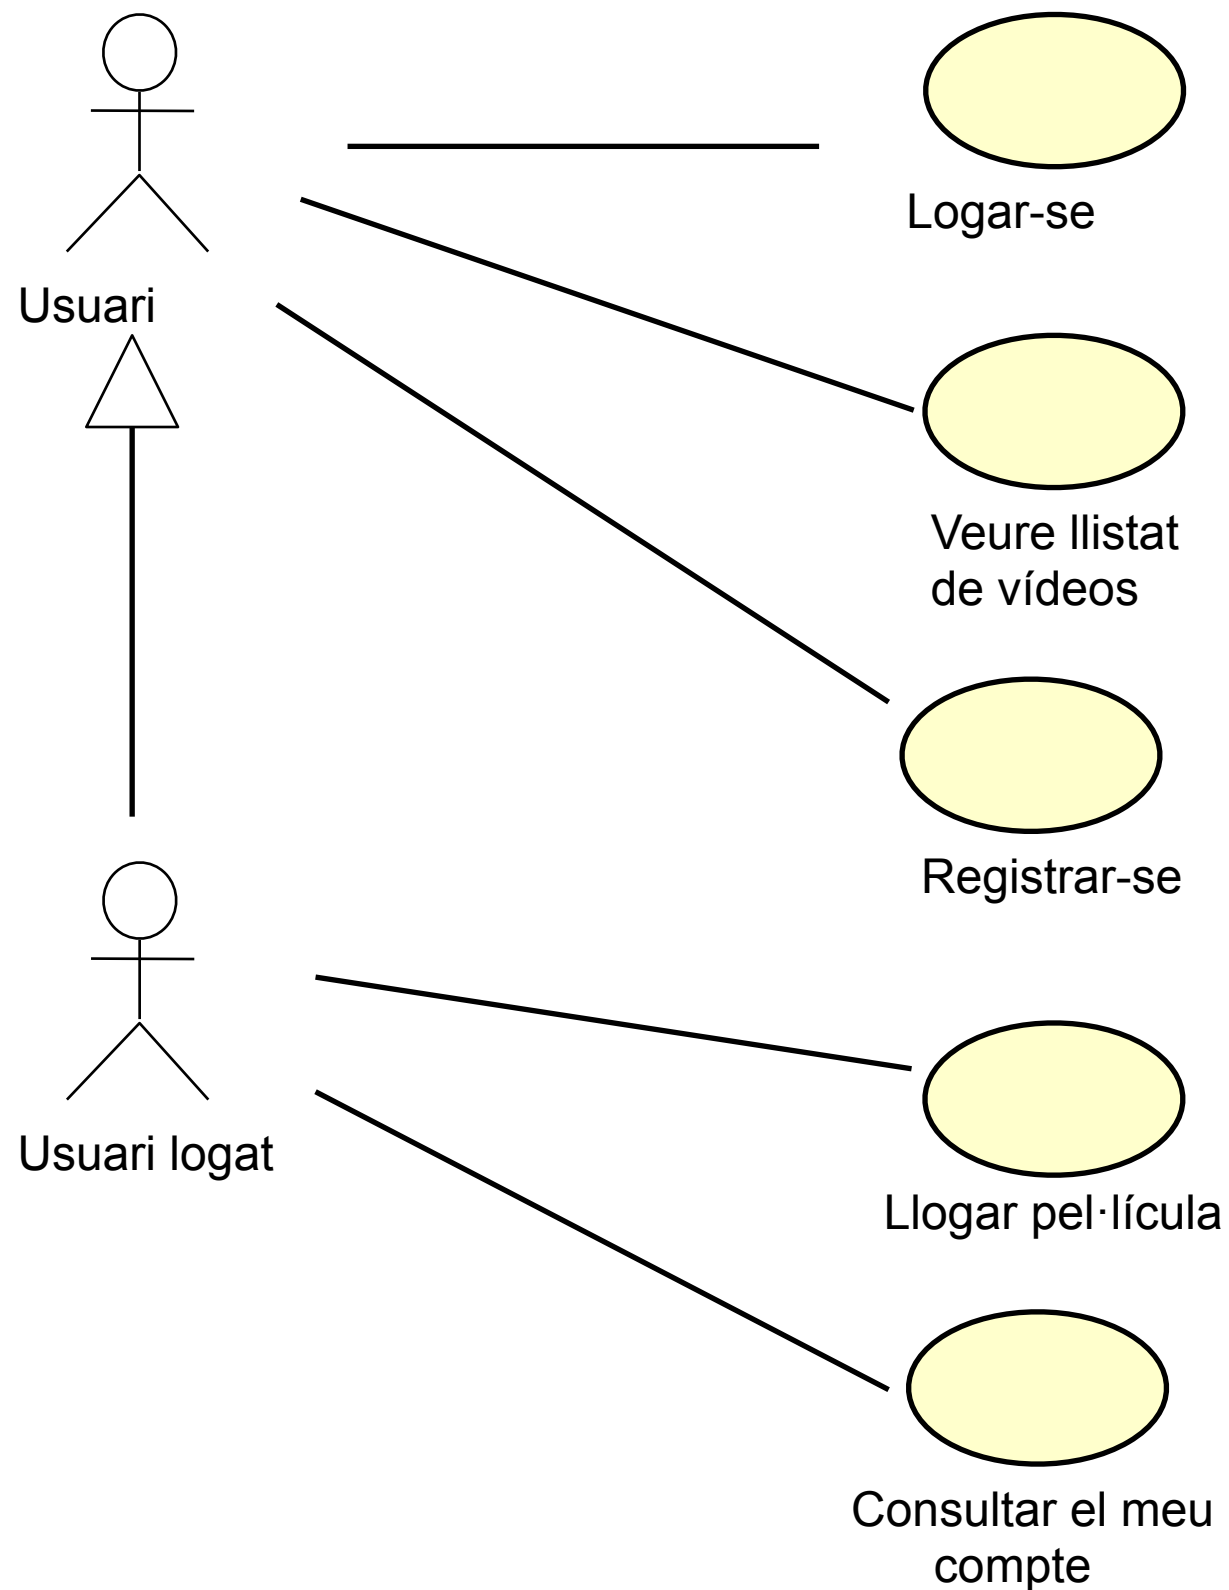 Logar-se
Usuari
Veure llistat
de vídeos
Registrar-se
Usuari logat
Llogar pel·lícula
Consultar el meu
compte